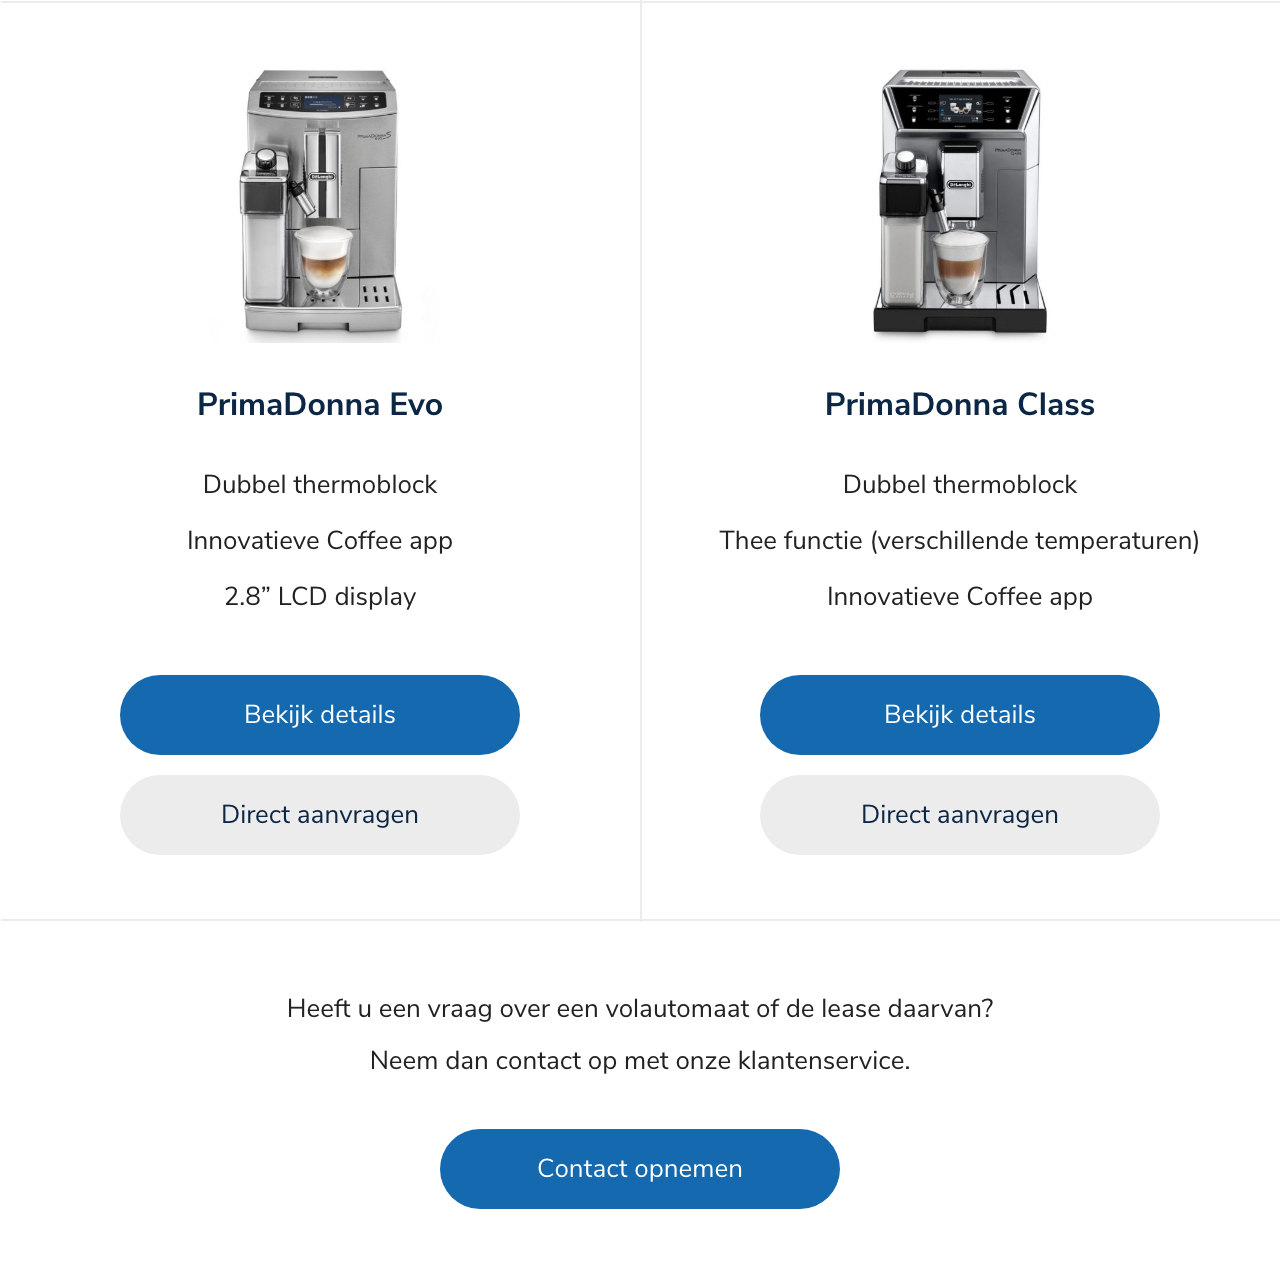 DeLonghi
DeLonghi
PrimaDonna Evo
Dubbel thermoblock
Innovatieve Coffee app
2.8” LCD display
Bekijk details
Direct aanvragen
PrimaDonna Class
Dubbel thermoblock
Thee functie (verschillende temperaturen)
Innovatieve Coffee app
Bekijk details
Direct aanvragen
Heeft u een vraag over een volautomaat of de lease daarvan?
Neem dan contact op met onze klantenservice.
Contact opnemen